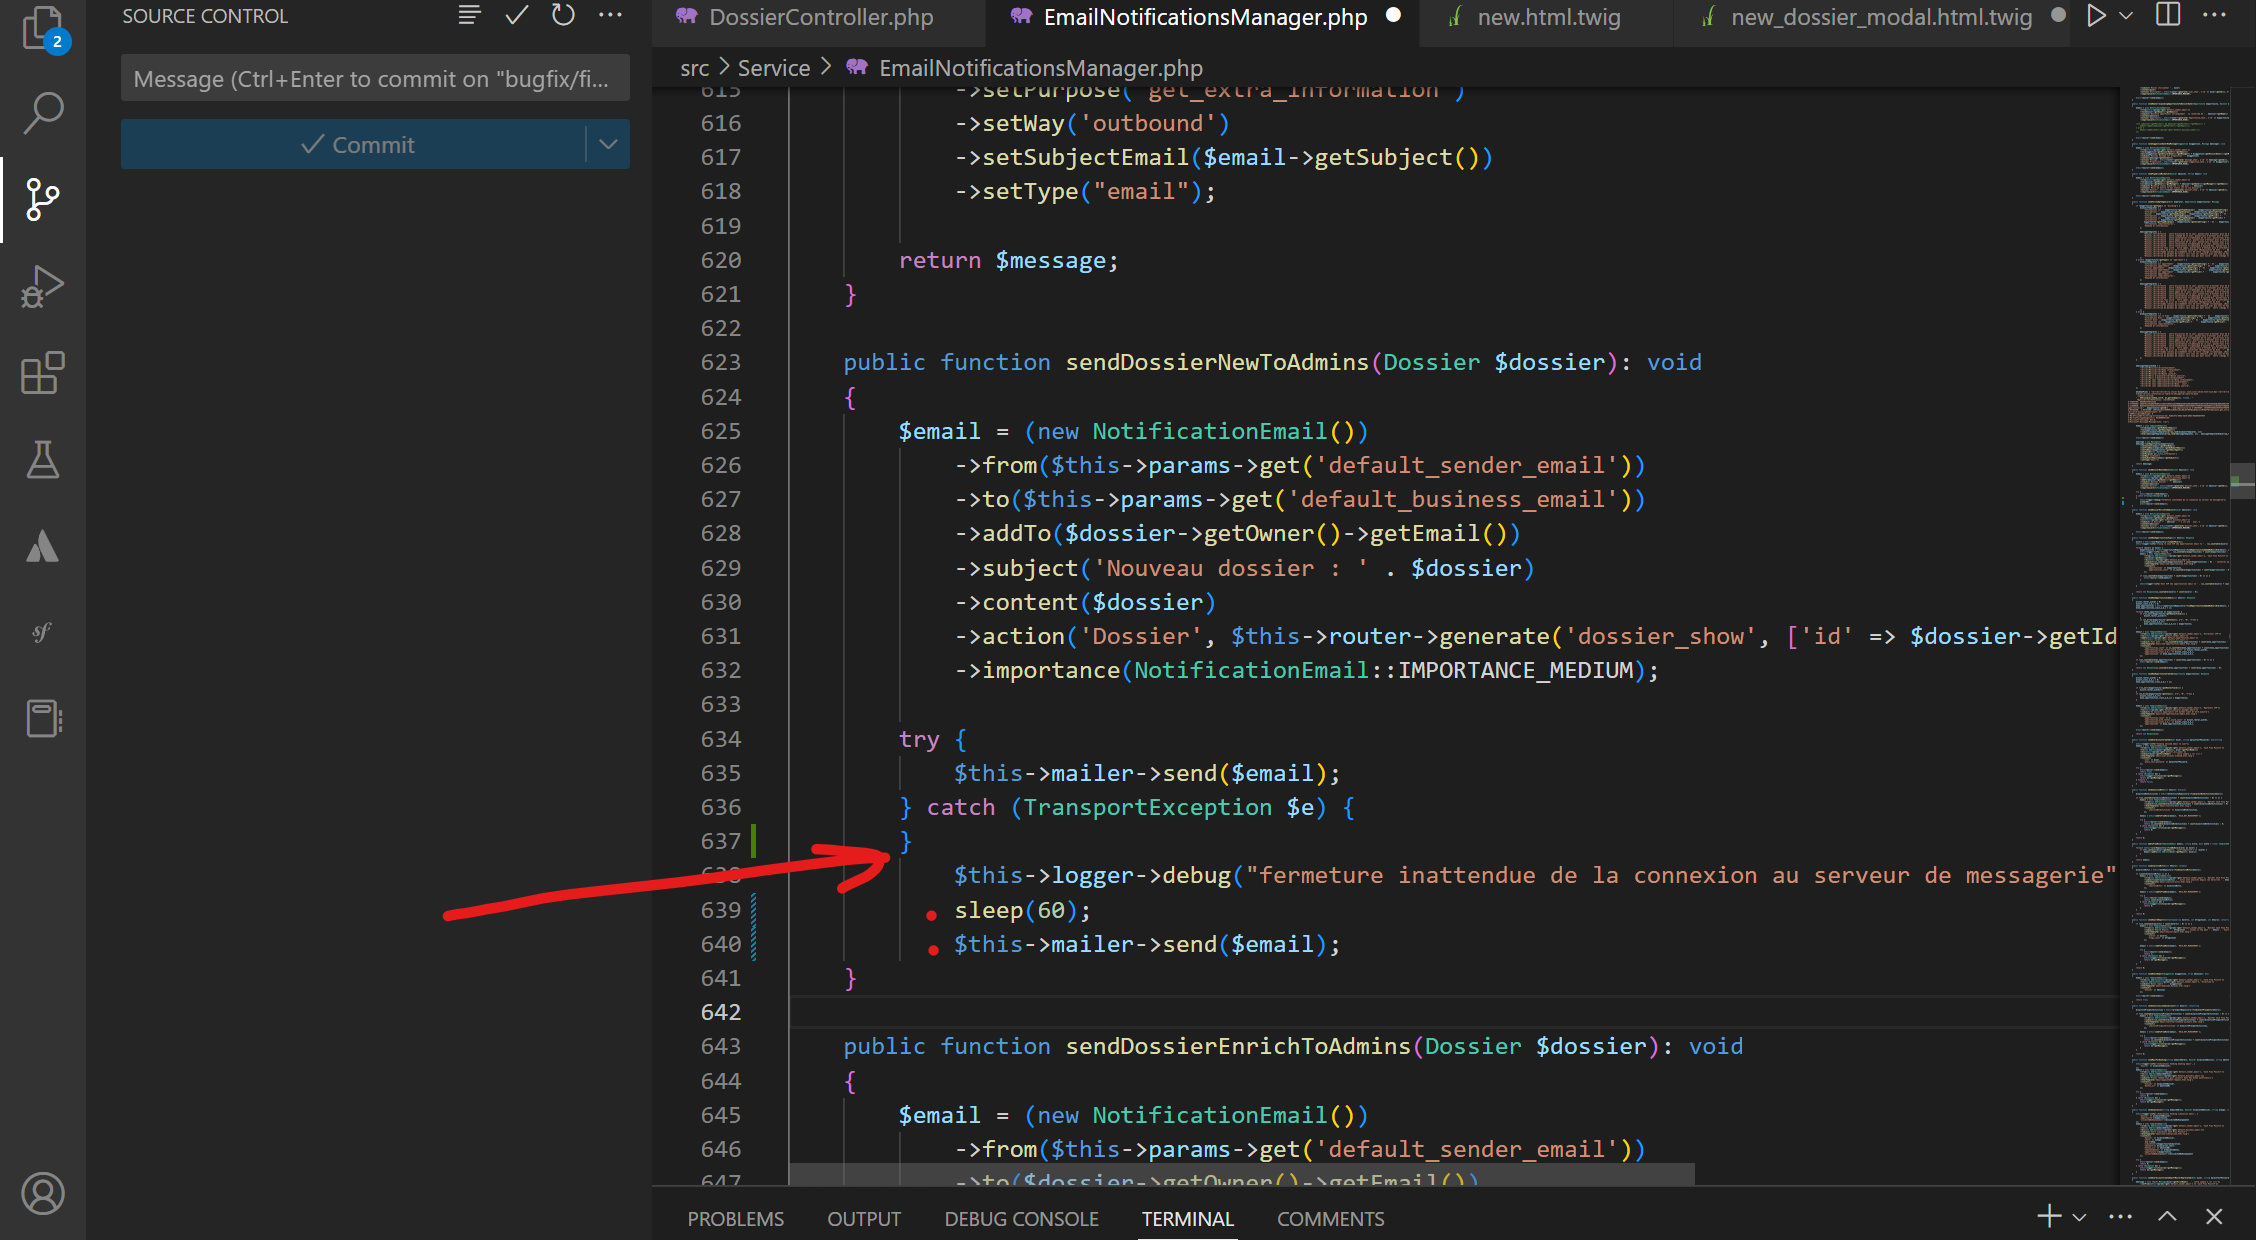 SOURCE CONTROL
2
Message (Ctrl+Enter to commit on "bugfix/fi...
Commit
DossierController.php
EmailNotificationsManager.php
new.html.twig
new_dossier_modal.html.twig
src > Service > EmailNotificationsManager.php
615 ->setPurpose('get_extra_information')
616 ->setWay('outbound')
617 ->setSubjectEmail($email->getSubject())
618 ->setType("email");
619
620 return $message;
621 }
622
623 public function sendDossierNewToAdmins(Dossier $dossier): void
624 {
625 $email = (new NotificationEmail())
626 ->from($this->params->get('default_sender_email'))
627 ->to($this->params->get('default_business_email'))
628 ->addTo($dossier->getOwner()->getEmail())
629 ->subject('Nouveau dossier : ' . $dossier)
630 ->content($dossier)
631 ->action('Dossier', $this->router->generate('dossier_show', ['id' => $dossier->getId
632 ->importance(NotificationEmail::IMPORTANCE_MEDIUM);
633
634 try {
635 $this->mailer->send($email);
636 } catch (TransportException $e) {
637 }
638 $this->logger->debug("fermeture inattendue de la connexion au serveur de messagerie"
639 sleep(60);
640 $this->mailer->send($email);
641 }
642
643 public function sendDossierEnrichToAdmins(Dossier $dossier): void
644 {
645 $email = (new NotificationEmail())
646 ->from($this->params->get('default_sender_email'))
647 ->to($dossier->getOwner()->getEmail())
PROBLEMS
OUTPUT
DEBUG CONSOLE
TERMINAL
COMMENTS